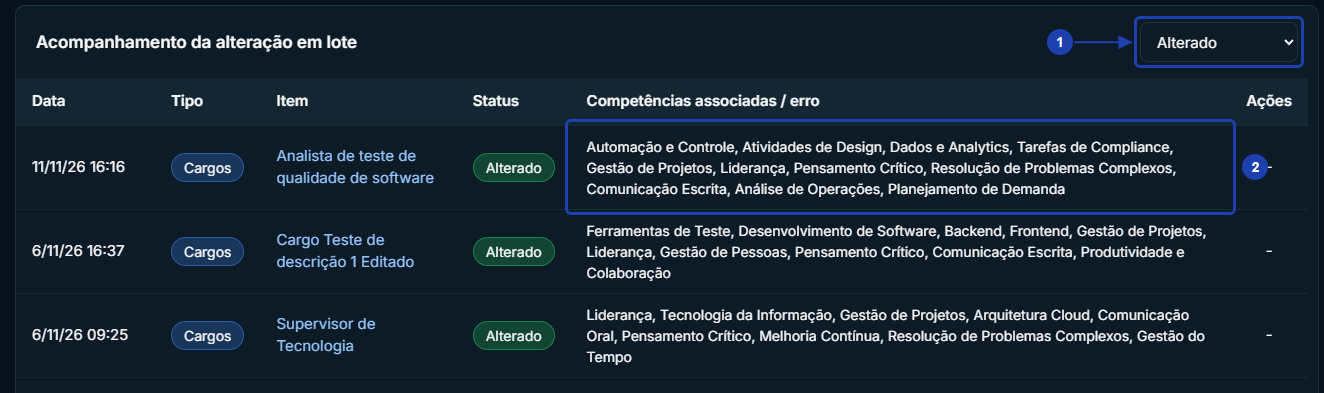 Acompanhamento da alteração em lote
1
Alterado
Data Tipo Item Status Competências associadas / erro Ações
11/11/26 16:16
Cargos
Analista de teste de
qualidade de software
Alterado
Automação e Controle, Atividades de Design, Dados e Analytics, Tarefas de Compliance,
Gestão de Projetos, Liderança, Pensamento Crítico, Resolução de Problemas Complexos,
Comunicação Escrita, Análise de Operações, Planejamento de Demanda
2
-
6/11/26 16:37
Cargos
Cargo Teste de
descrição 1 Editado
Alterado
Ferramentas de Teste, Desenvolvimento de Software, Backend, Frontend, Gestão de Projetos,
Liderança, Gestão de Pessoas, Pensamento Crítico, Comunicação Escrita, Produtividade e
Colaboração
-
6/11/26 09:25
Cargos
Supervisor de
Tecnologia
Alterado
Liderança, Tecnologia da Informação, Gestão de Projetos, Arquitetura Cloud, Comunicação
Oral, Pensamento Crítico, Melhoria Contínua, Resolução de Problemas Complexos, Gestão do
Tempo
-